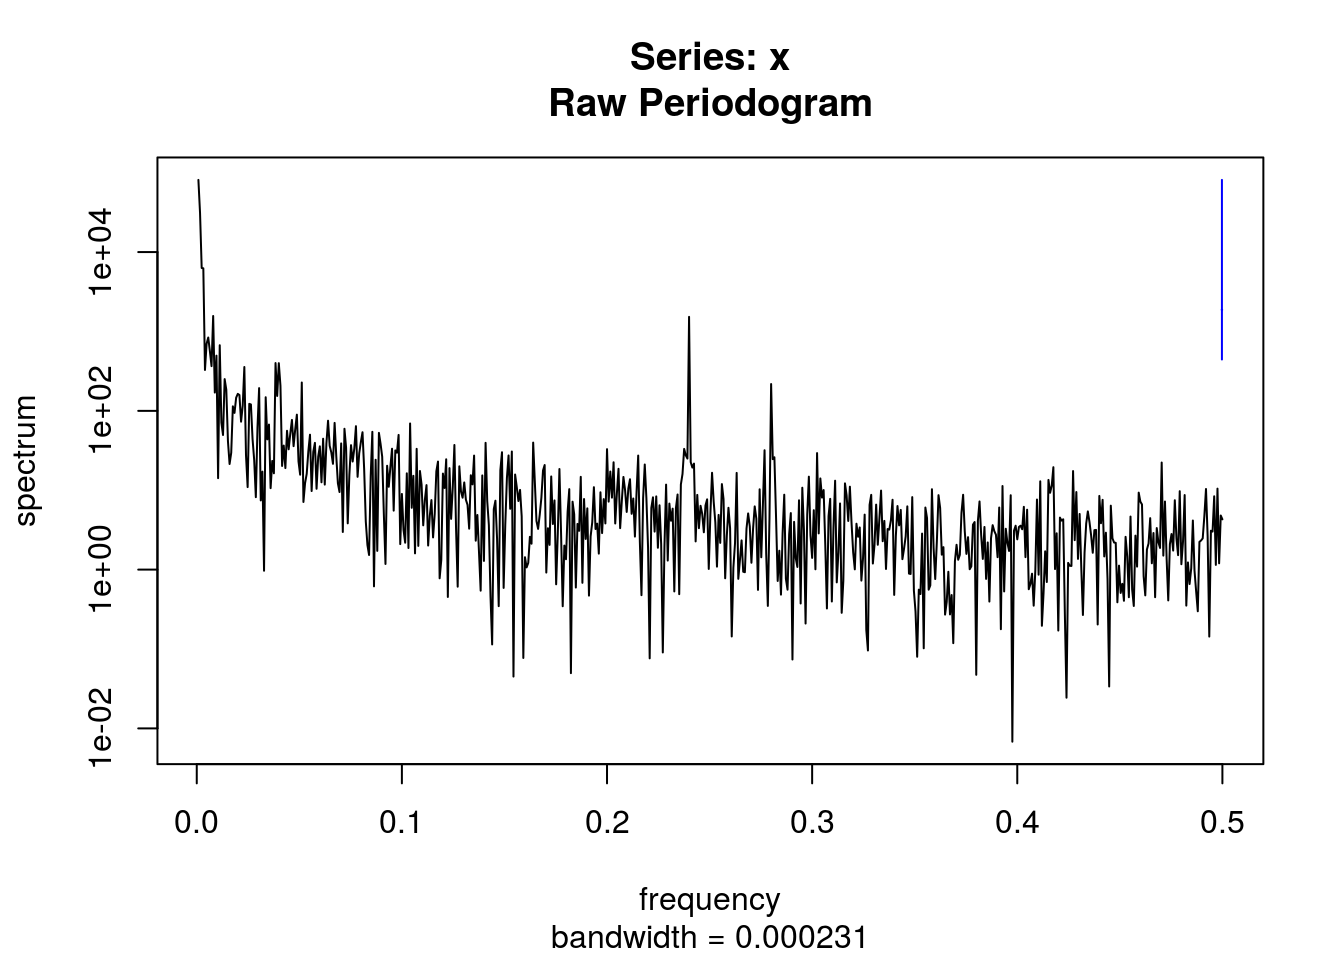 Series: x
Raw Periodogram
spectrum
1e+04
1e+02
1e+00
1e-02
0.0 0.1 0.2 0.3 0.4 0.5
frequency
bandwidth = 0.000231